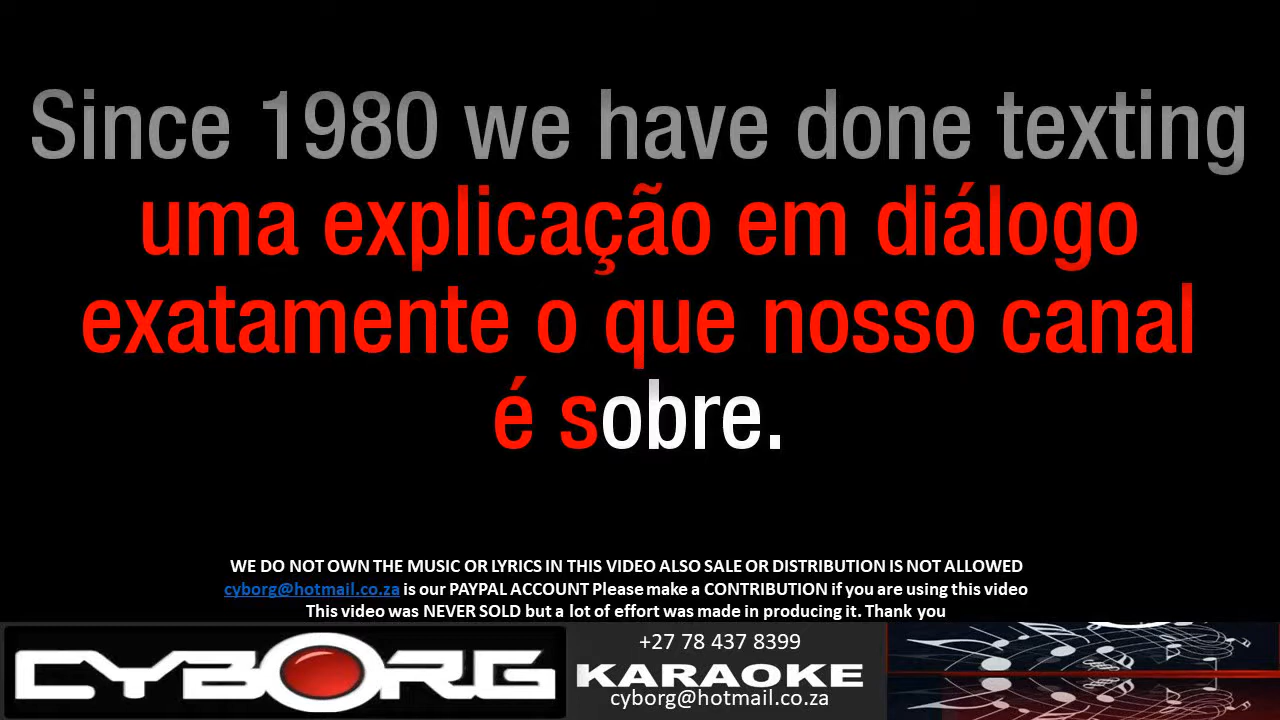 Since 1980 we have done texting
uma explicação em diálogo
exatamente o que nosso canal
é sobre.
WE DO NOT OWN THE MUSIC OR LYRICS IN THIS VIDEO ALSO SALE OR DISTRIBUTION IS NOT ALLOWED
cyborg@hotmail.co.za is our PAYPAL ACCOUNT Please make a CONTRIBUTION if you are using this video
This video was NEVER SOLD but a lot of effort was made in producing it. Thank you
CYBORG
+27 78 437 8399
KARAOKE
cyborg@hotmail.co.za